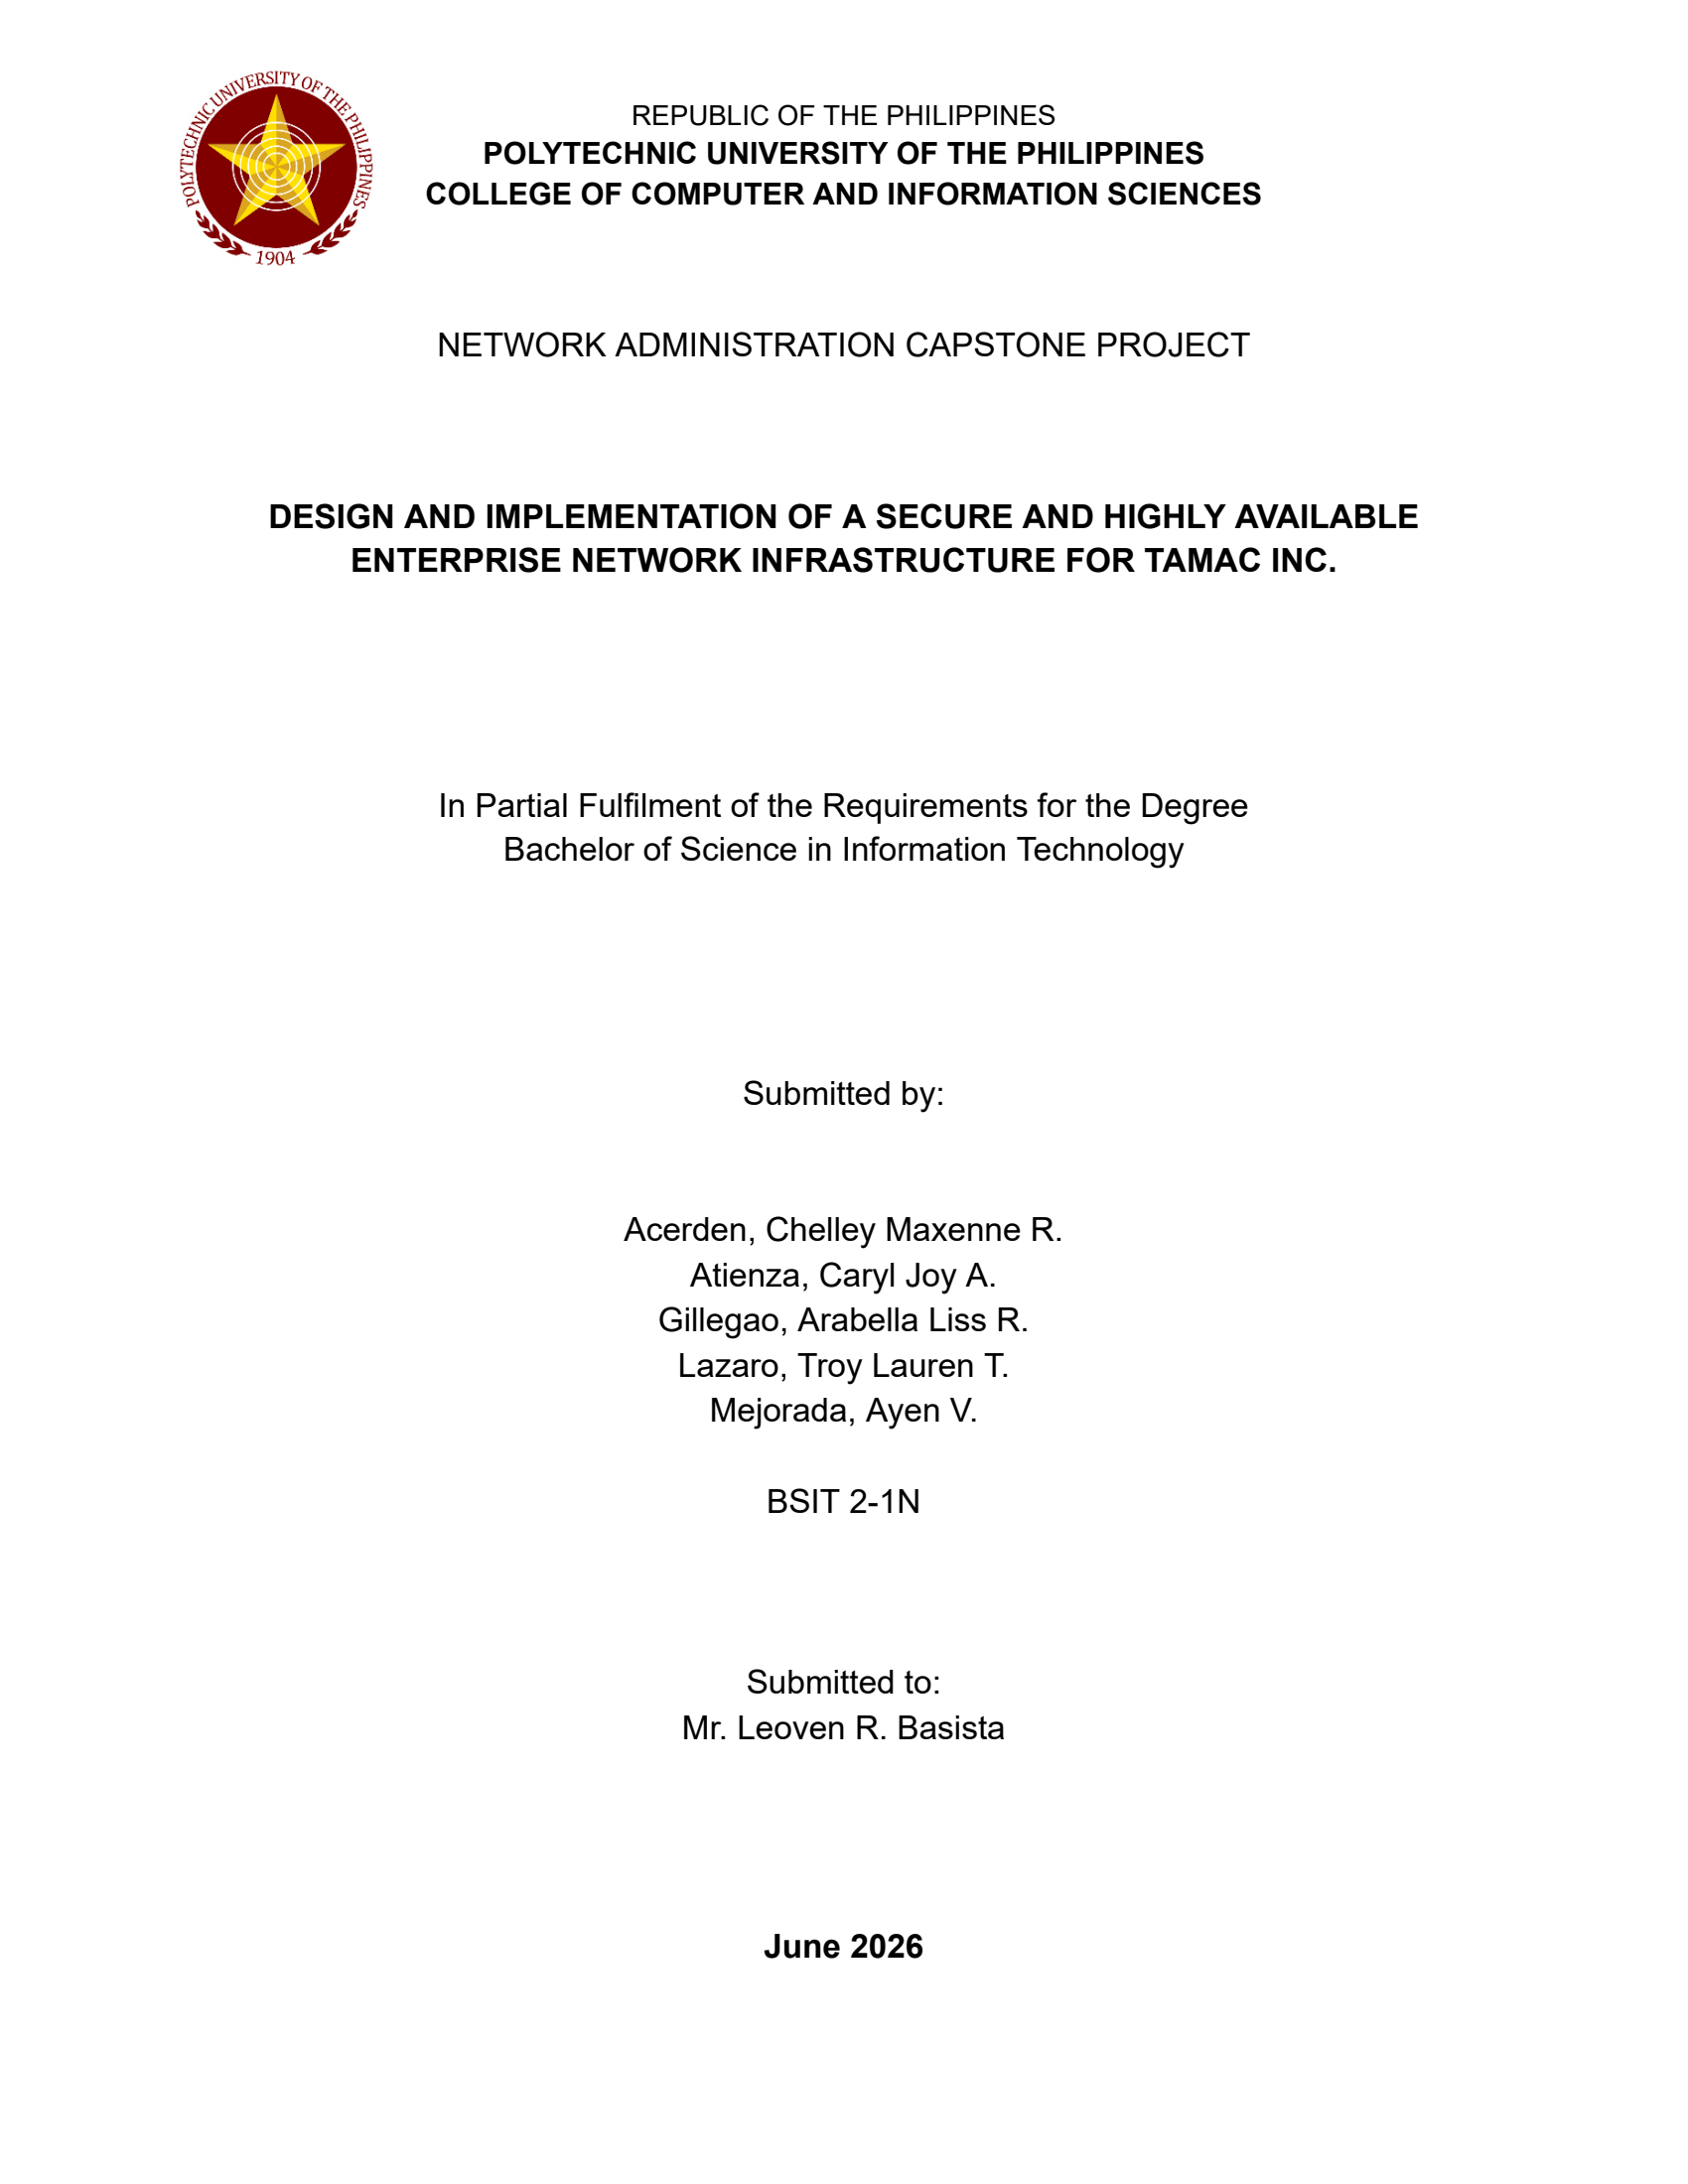 POLYTECHNIC UNIVERSITY OF THE PHILIPPINES
1904
REPUBLIC OF THE PHILIPPINES
POLYTECHNIC UNIVERSITY OF THE PHILIPPINES
COLLEGE OF COMPUTER AND INFORMATION SCIENCES
NETWORK ADMINISTRATION CAPSTONE PROJECT
DESIGN AND IMPLEMENTATION OF A SECURE AND HIGHLY AVAILABLE
ENTERPRISE NETWORK INFRASTRUCTURE FOR TAMAC INC.
In Partial Fulfilment of the Requirements for the Degree
Bachelor of Science in Information Technology
Submitted by:
Acerden, Chelley Maxenne R.
Atienza, Caryl Joy A.
Gillegao, Arabella Liss R.
Lazaro, Troy Lauren T.
Mejorada, Ayen V.
BSIT 2-1N
Submitted to:
Mr. Leoven R. Basista
June 2026